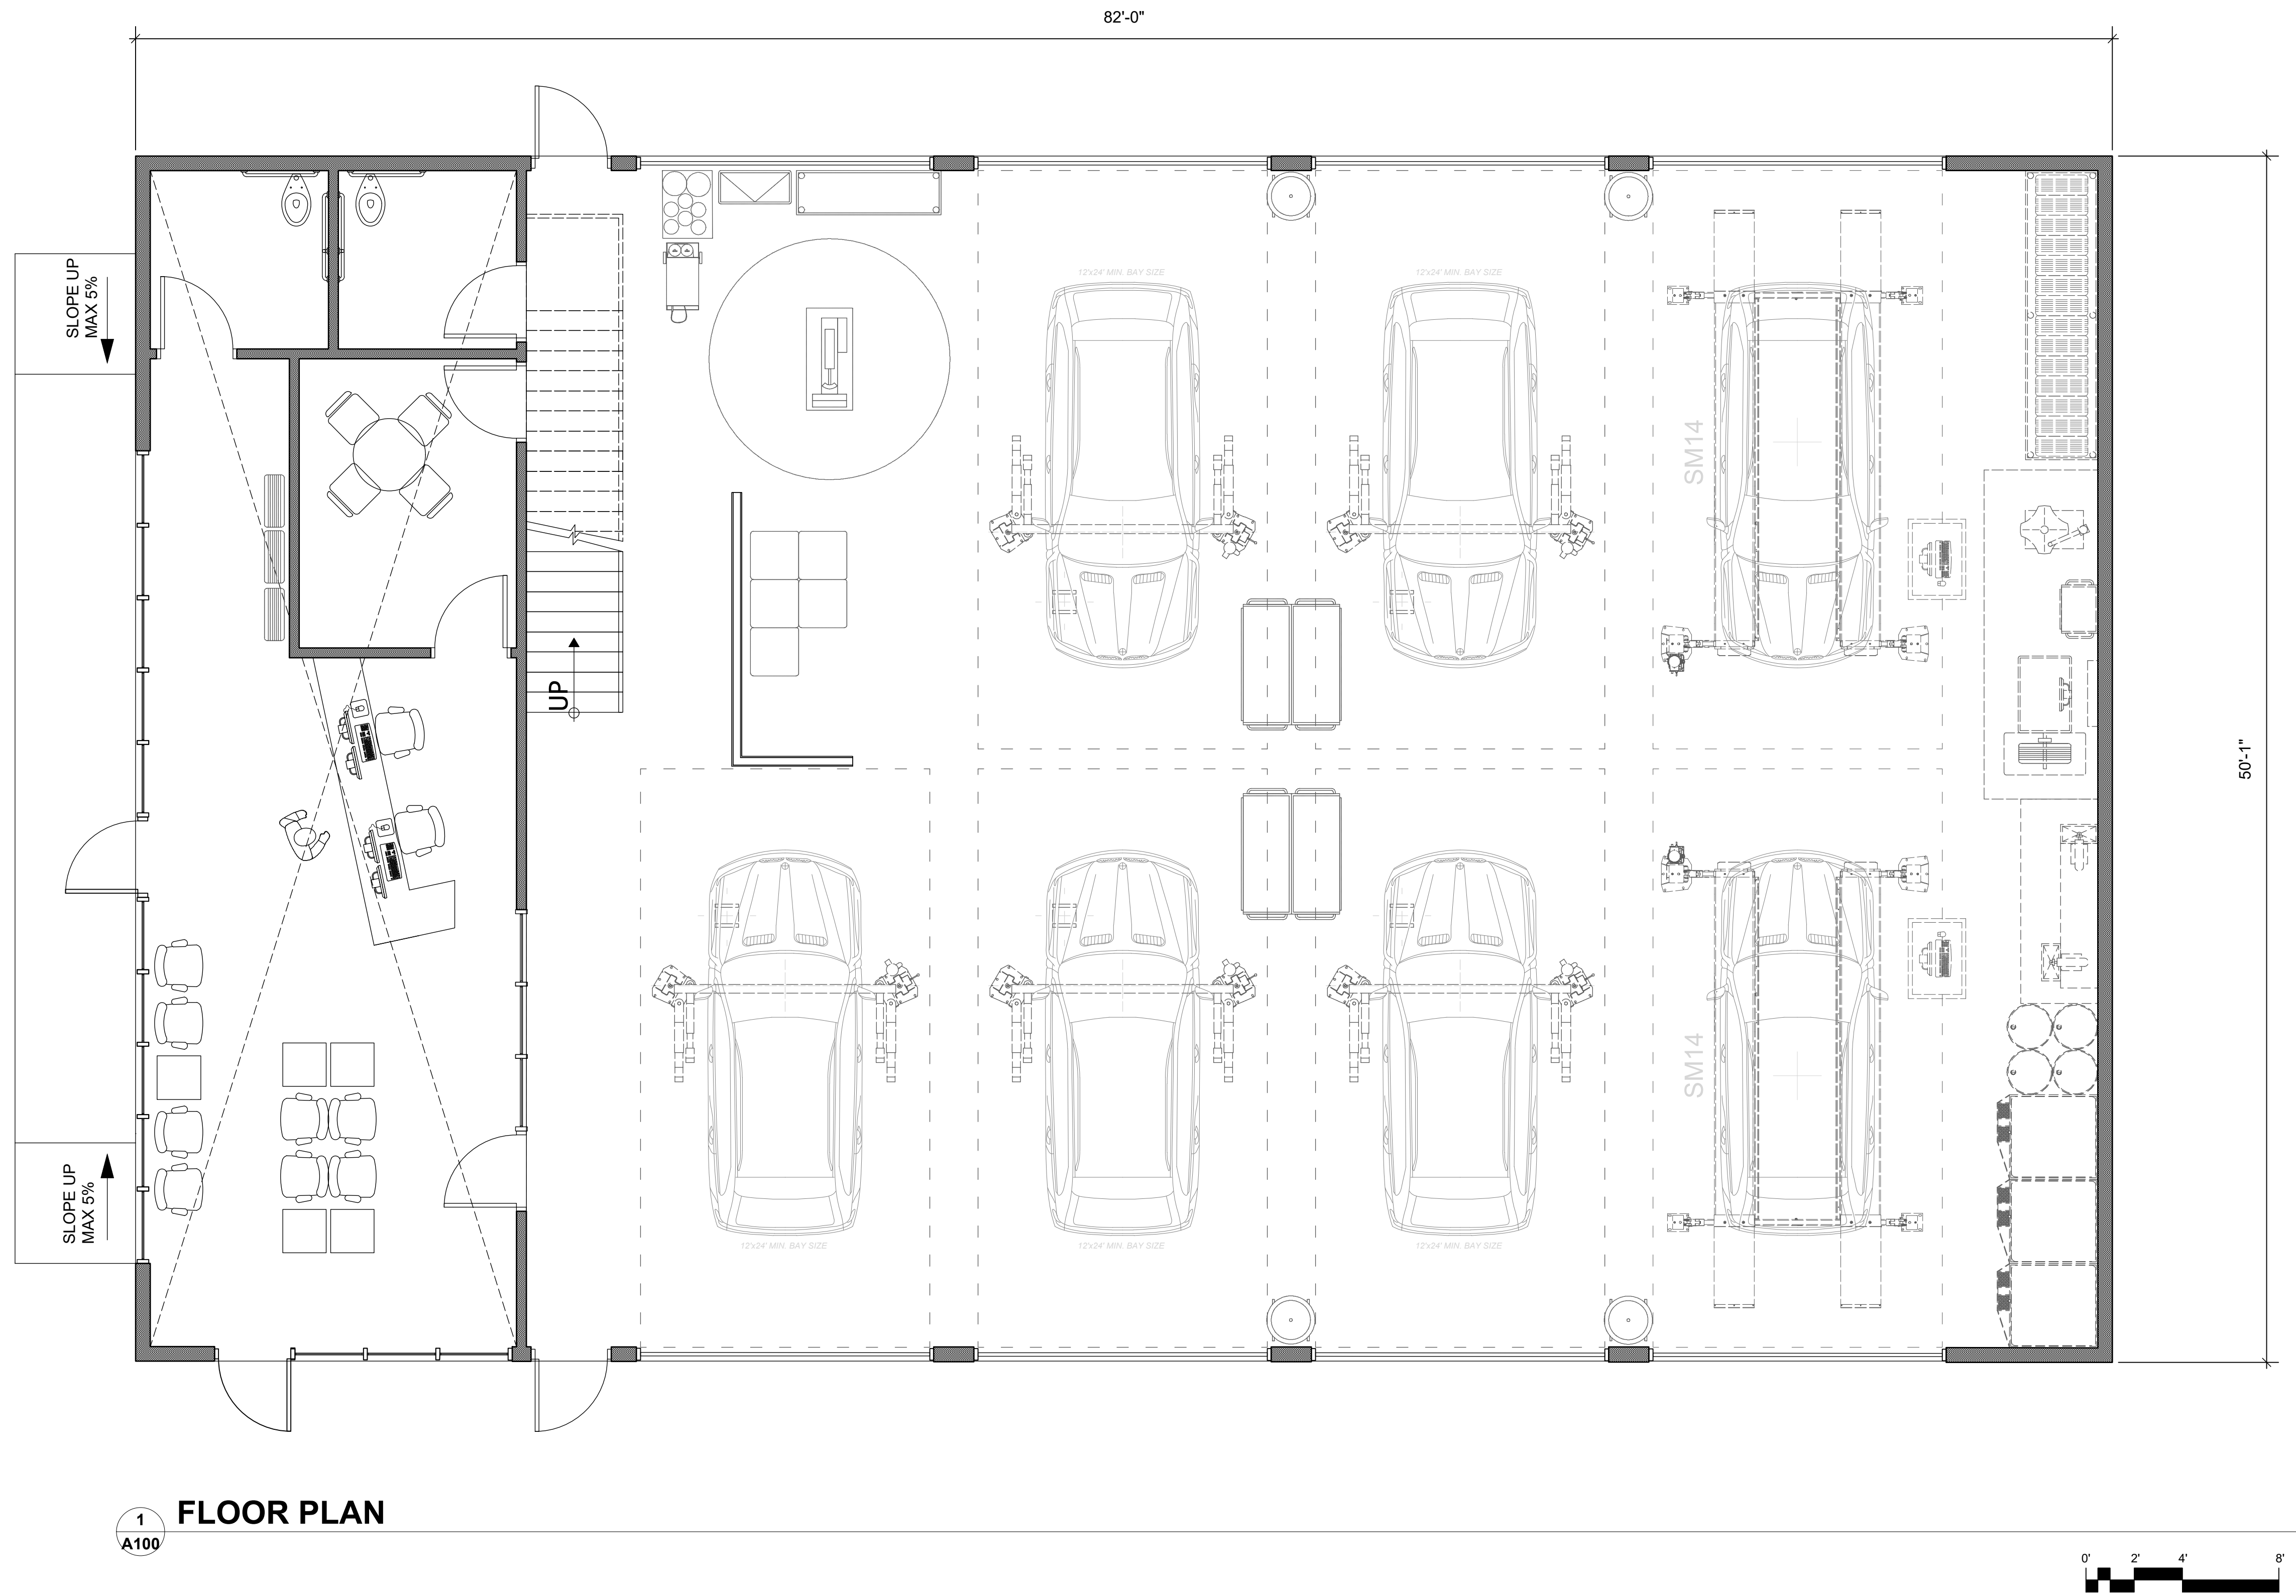 82'-0"
SLOPE UP
MAX 5%
12'x24' MIN. BAY SIZE
12'x24' MIN. BAY SIZE
SM14
UP
50'-1"
SM14
SLOPE UP
MAX 5%
12'x24' MIN. BAY SIZE
12'x24' MIN. BAY SIZE
12'x24' MIN. BAY SIZE
1
A100
FLOOR PLAN
0' 2' 4' 8'